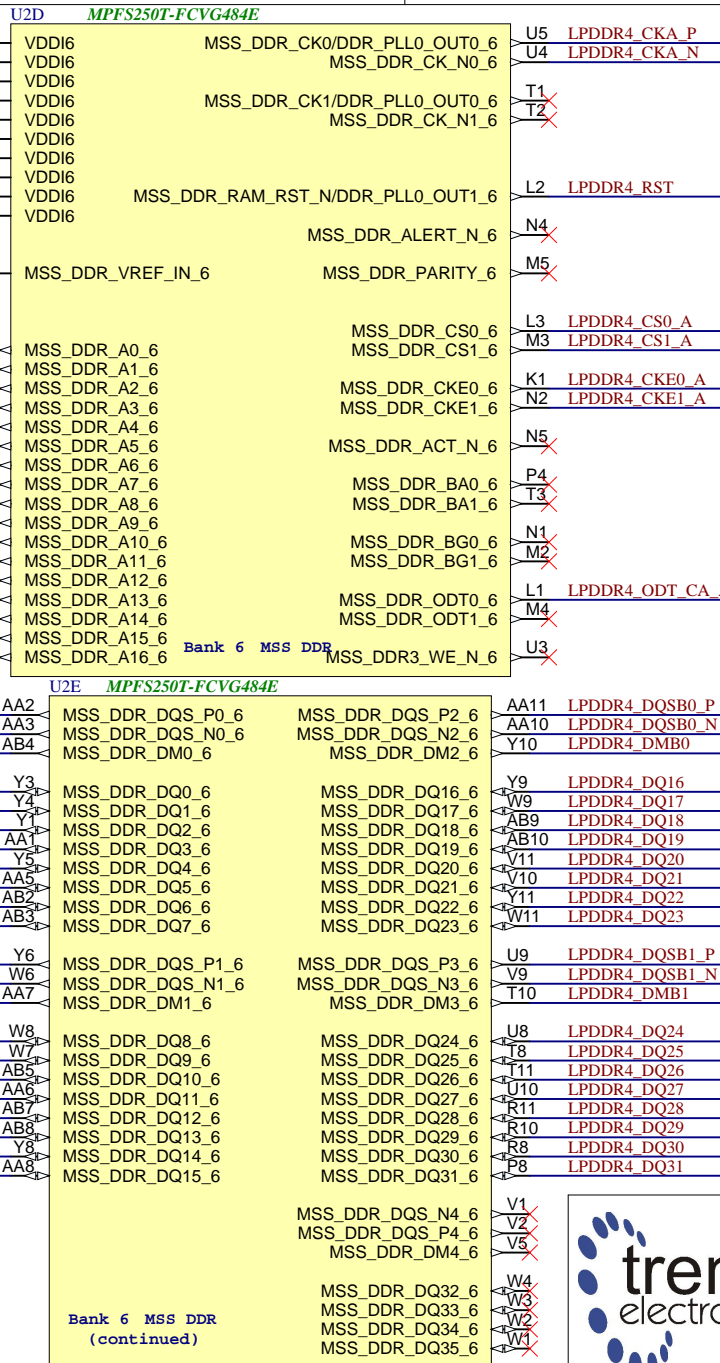 U2D MPFS250T-FCVG484E
VDDI6 MSS_DDR_CK0/DDR_PLL0_OUT0_6 U5 LPDDR4_CKA_P
VDDI6 MSS_DDR_CK_N0_6 U4 LPDDR4_CKA_N
VDDI6
VDDI6 MSS_DDR_CK1/DDR_PLL0_OUT0_6 T1
VDDI6 MSS_DDR_CK_N1_6 T2
VDDI6
VDDI6
VDDI6
VDDI6 MSS_DDR_RAM_RST_N/DDR_PLL0_OUT1_6 L2 LPDDR4_RST
VDDI6
MSS_DDR_ALERT_N_6 N4
MSS_DDR_VREF_IN_6 MSS_DDR_PARITY_6 M5
MSS_DDR_CS0_6 L3 LPDDR4_CS0_A
MSS_DDR_A0_6 MSS_DDR_CS1_6 M3 LPDDR4_CS1_A
MSS_DDR_A1_6
MSS_DDR_A2_6 MSS_DDR_CKE0_6 K1 LPDDR4_CKE0_A
MSS_DDR_A3_6 MSS_DDR_CKE1_6 N2 LPDDR4_CKE1_A
MSS_DDR_A4_6
MSS_DDR_A5_6 MSS_DDR_ACT_N_6 N5
MSS_DDR_A6_6
MSS_DDR_A7_6 MSS_DDR_BA0_6 P4
MSS_DDR_A8_6 MSS_DDR_BA1_6 T3
MSS_DDR_A9_6
MSS_DDR_A10_6 MSS_DDR_BG0_6 N1
MSS_DDR_A11_6 MSS_DDR_BG1_6 M2
MSS_DDR_A12_6
MSS_DDR_A13_6 MSS_DDR_ODT0_6 L1 LPDDR4_ODT_CA_
MSS_DDR_A14_6 MSS_DDR_ODT1_6 M4
MSS_DDR_A15_6
MSS_DDR_A16_6 Bank 6 MSS DDR MSS_DDR3_WE_N_6 U3
U2E MPFS250T-FCVG484E
AA2 MSS_DDR_DQS_P0_6 MSS_DDR_DQS_P2_6 AA11 LPDDR4_DQSB0_P
AA3 MSS_DDR_DQS_N0_6 MSS_DDR_DQS_N2_6 AA10 LPDDR4_DQSB0_N
AB4 MSS_DDR_DM0_6 MSS_DDR_DM2_6 Y10 LPDDR4_DMB0
Y3 MSS_DDR_DQ0_6 MSS_DDR_DQ16_6 Y9 LPDDR4_DQ16
Y4 MSS_DDR_DQ1_6 MSS_DDR_DQ17_6 W9 LPDDR4_DQ17
Y1 MSS_DDR_DQ2_6 MSS_DDR_DQ18_6 AB9 LPDDR4_DQ18
AA1 MSS_DDR_DQ3_6 MSS_DDR_DQ19_6 AB10 LPDDR4_DQ19
Y5 MSS_DDR_DQ4_6 MSS_DDR_DQ20_6 V11 LPDDR4_DQ20
AA5 MSS_DDR_DQ5_6 MSS_DDR_DQ21_6 V10 LPDDR4_DQ21
AB2 MSS_DDR_DQ6_6 MSS_DDR_DQ22_6 Y11 LPDDR4_DQ22
AB3 MSS_DDR_DQ7_6 MSS_DDR_DQ23_6 W11 LPDDR4_DQ23
Y6 MSS_DDR_DQS_P1_6 MSS_DDR_DQS_P3_6 U9 LPDDR4_DQSB1_P
W6 MSS_DDR_DQS_N1_6 MSS_DDR_DQS_N3_6 V9 LPDDR4_DQSB1_N
AA7 MSS_DDR_DM1_6 MSS_DDR_DM3_6 T10 LPDDR4_DMB1
W8 MSS_DDR_DQ8_6 MSS_DDR_DQ24_6 U8 LPDDR4_DQ24
W7 MSS_DDR_DQ9_6 MSS_DDR_DQ25_6 T8 LPDDR4_DQ25
AB5 MSS_DDR_DQ10_6 MSS_DDR_DQ26_6 T11 LPDDR4_DQ26
AA6 MSS_DDR_DQ11_6 MSS_DDR_DQ27_6 U10 LPDDR4_DQ27
AB7 MSS_DDR_DQ12_6 MSS_DDR_DQ28_6 R11 LPDDR4_DQ28
AB8 MSS_DDR_DQ13_6 MSS_DDR_DQ29_6 R10 LPDDR4_DQ29
Y8 MSS_DDR_DQ14_6 MSS_DDR_DQ30_6 R8 LPDDR4_DQ30
AA8 MSS_DDR_DQ15_6 MSS_DDR_DQ31_6 P8 LPDDR4_DQ31
MSS_DDR_DQS_N4_6 V1
MSS_DDR_DQS_P4_6 V2
MSS_DDR_DM4_6 V5
MSS_DDR_DQ32_6 W4
MSS_DDR_DQ33_6 W3
Bank 6 MSS DDR MSS_DDR_DQ34_6 W2
(continued) MSS_DDR_DQ35_6 W1
tren
electro